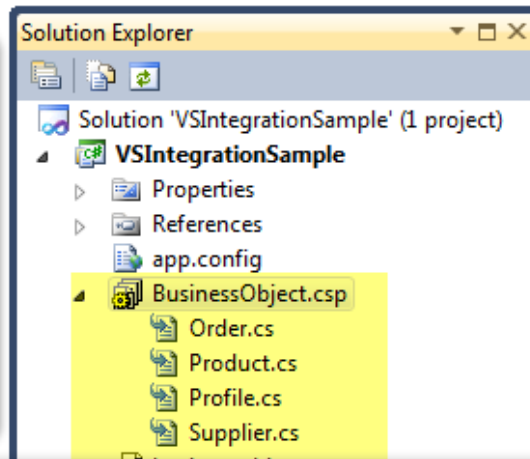 Solution Explorer
Solution 'VSIntegrationSample' (1 project)
VSIntegrationSample
Properties
References
app.config
BusinessObject.csp
Order.cs
Product.cs
Profile.cs
Supplier.cs